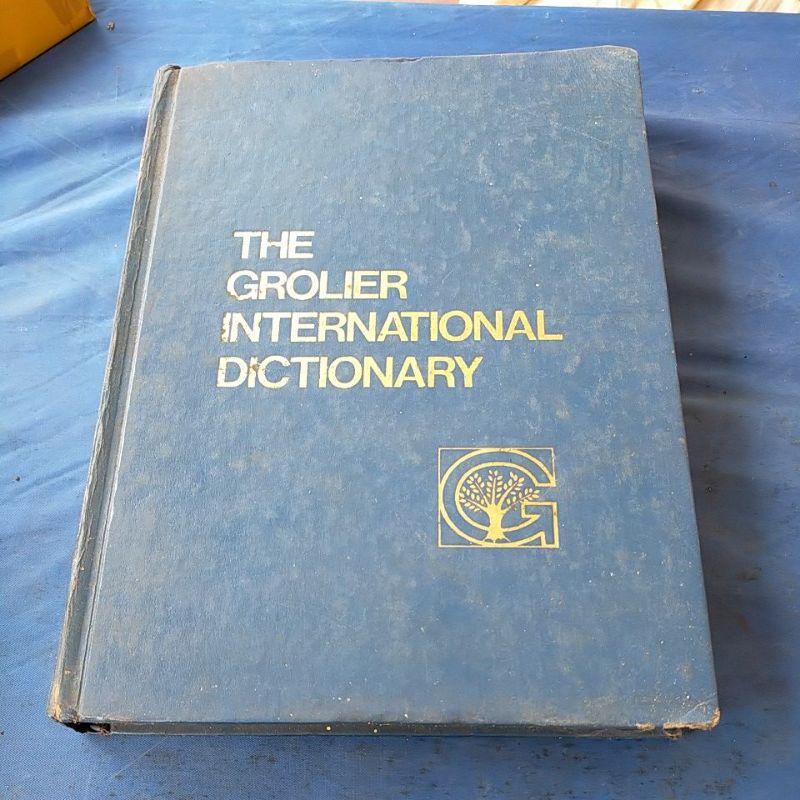 THE
GROLIER
INTERNATIONAL
DICTIONARY
G